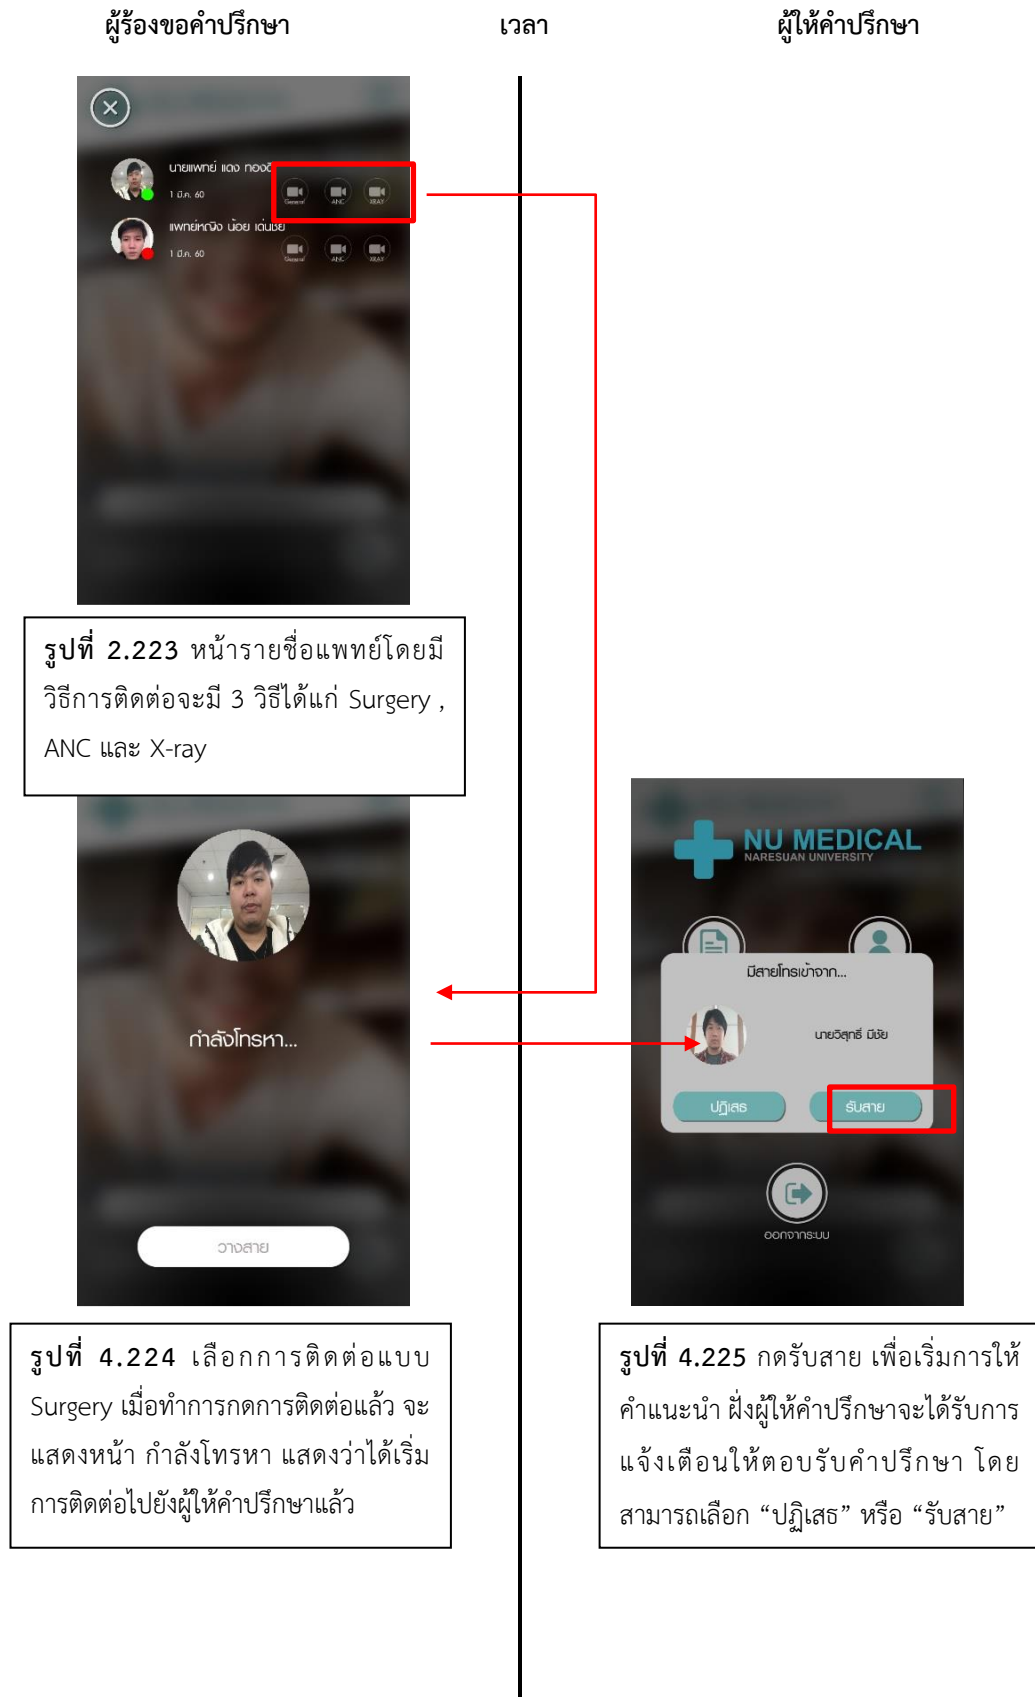 ผู้ร้องขอคำปรึกษา
เวลา
ผู้ให้คำปรึกษา
นายแพทย์ แดง ทองดี
1 มี.ค. 60
General
ANC
XRAY
แพทย์หญิง น้อย เด่นชัย
1 มี.ค. 60
General
ANC
XRAY
รูปที่ 2.223 หน้ารายชื่อแพทย์โดยมี
วิธีการติดต่อจะมี 3 วิธีได้แก่ Surgery ,
ANC และ X-ray
กำลังโทรหา...
วางสาย
NU MEDICAL
NARESUAN UNIVERSITY
มีสายโทรเข้าจาก...
นายวิสุทธิ์ มีชัย
ปฏิเสธ
รับสาย
ออกจากระบบ
รูปที่ 4.224 เลือกการติดต่อแบบ
Surgery เมื่อทำการกดการติดต่อแล้ว จะ
แสดงหน้า กำลังโทรหา แสดงว่าได้เริ่ม
การติดต่อไปยังผู้ให้คำปรึกษาแล้ว
รูปที่ 4.225 กดรับสาย เพื่อเริ่มการให้
คำแนะนำ ฝั่งผู้ให้คำปรึกษาจะได้รับการ
แจ้งเตือนให้ตอบรับคำปรึกษา โดย
สามารถเลือก “ปฏิเสธ” หรือ “รับสาย”